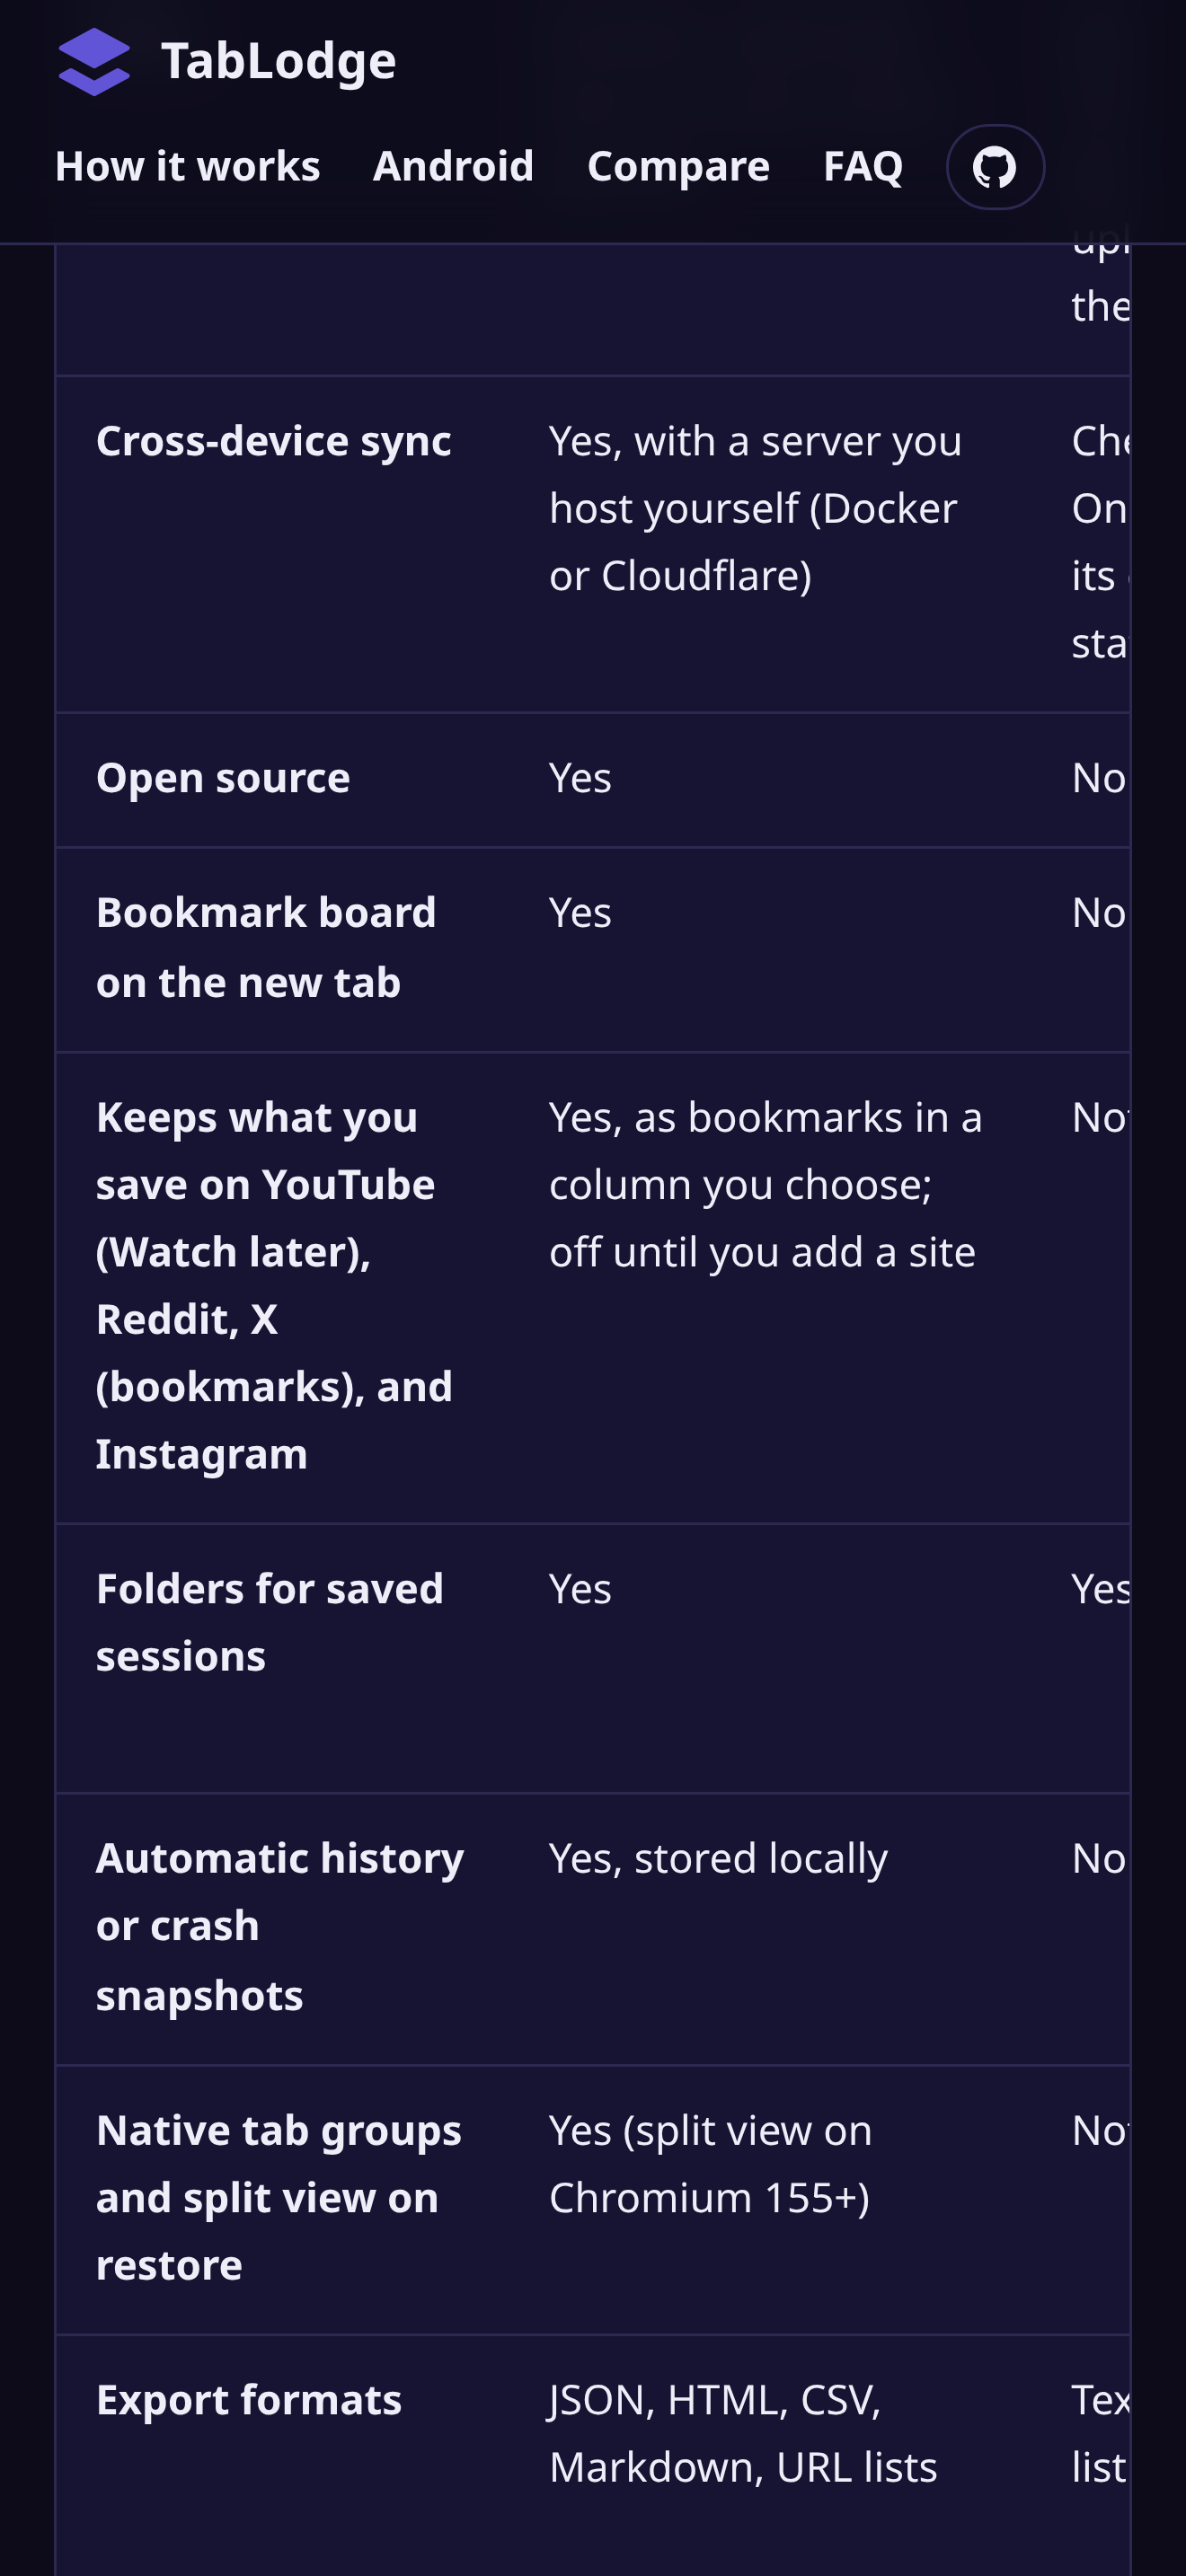 TabLodge
How it works Android Compare FAQ
the
Cross-device sync
Yes, with a server you
host yourself (Docker
or Cloudflare)
On
its
Open source
Yes
No
Bookmark board
on the new tab
Yes
No
Keeps what you
save on YouTube
(Watch later),
Reddit, X
(bookmarks), and
Instagram
Yes, as bookmarks in a
column you choose;
off until you add a site
Folders for saved
sessions
Yes
Yes
Automatic history
or crash
snapshots
Yes, stored locally
No
Native tab groups
and split view on
restore
Yes (split view on
Chromium 155+)
Export formats
JSON, HTML, CSV,
Markdown, URL lists
list